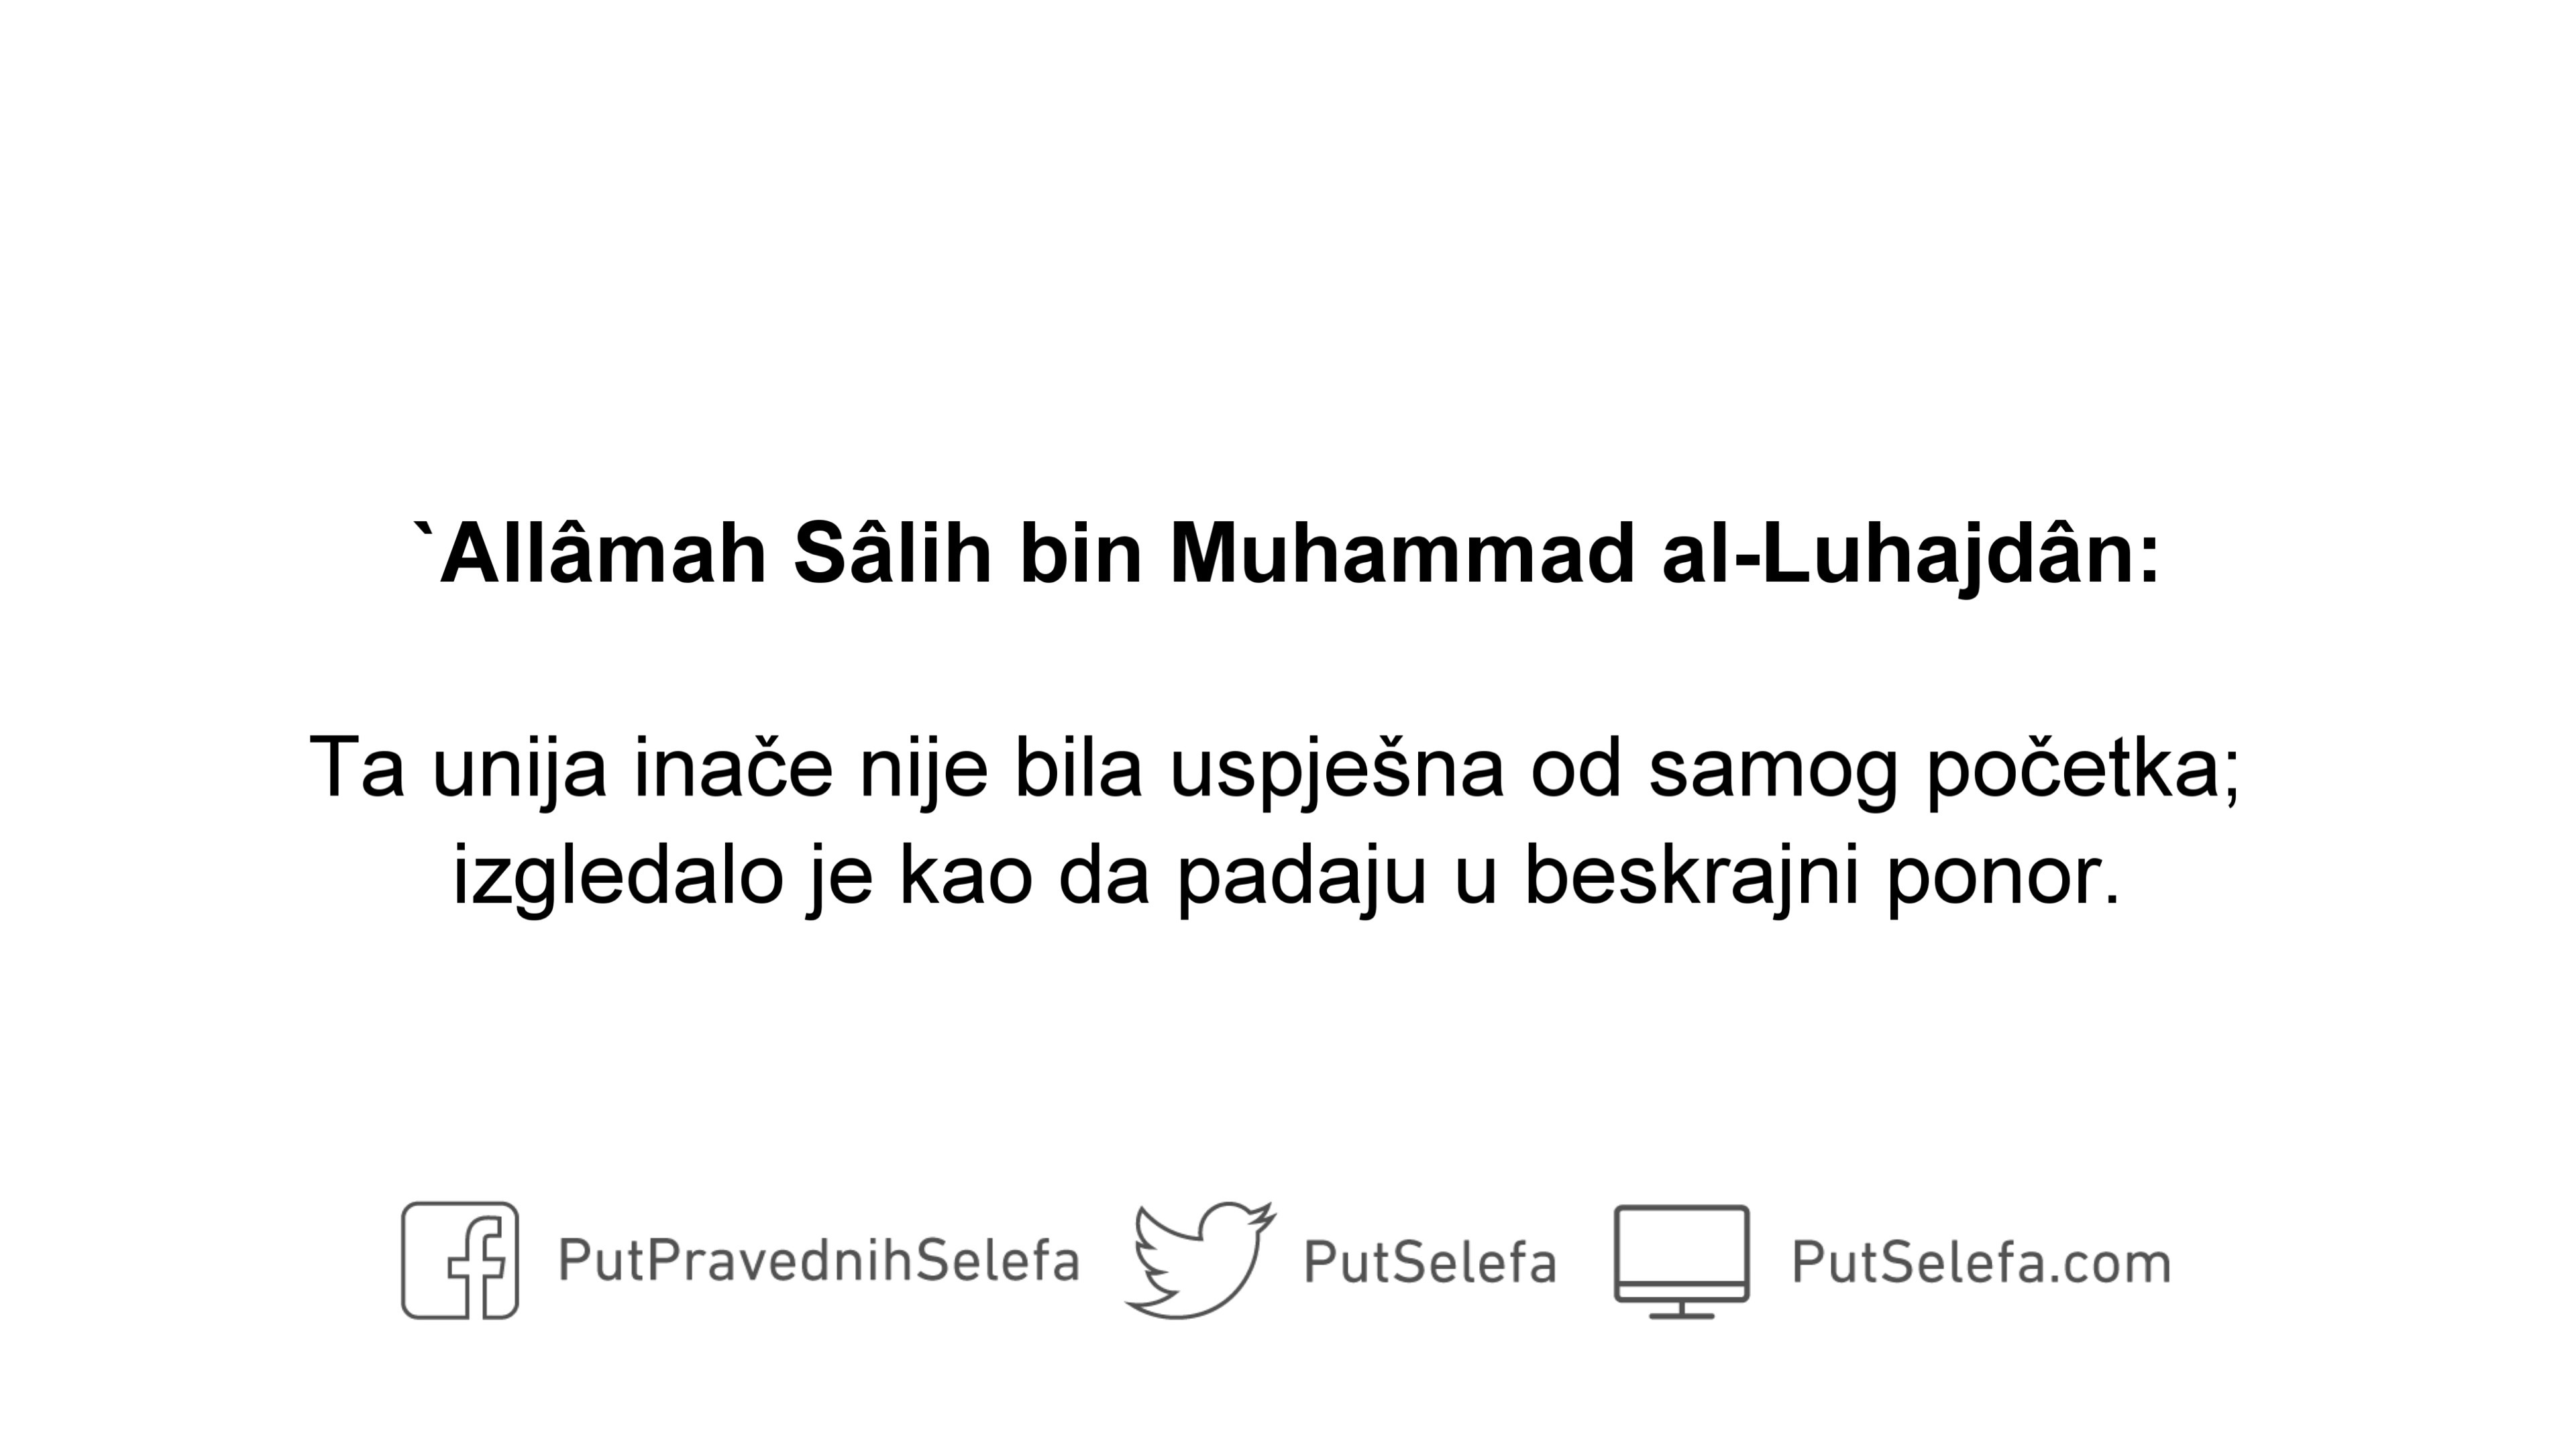 `Allâmah Sâlih bin Muhammad al-Luhajdân:
Ta unija inače nije bila uspješna od samog početka;
izgledalo je kao da padaju u beskrajni ponor.
PutPravednihSelefa PutSelefa PutSelefa.com